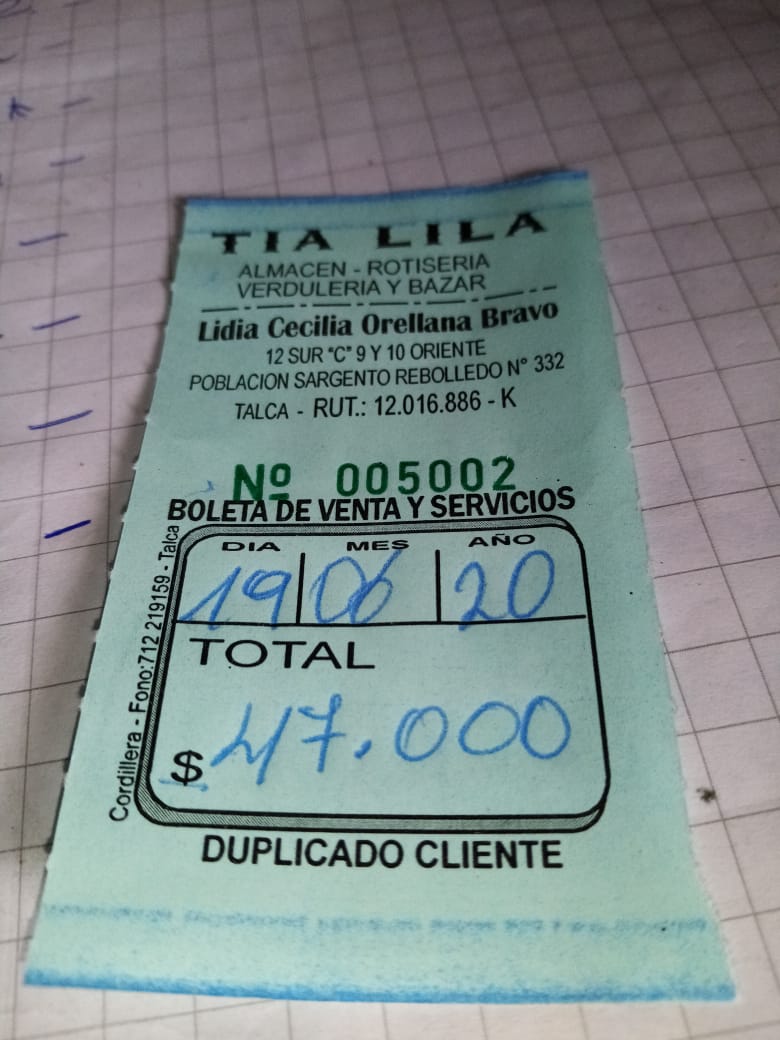 TIA LILA
ALMACEN - ROTISERIA
VERDULERIA Y BAZAR
Lidia Cecilia Orellana Bravo
12 SUR "C" 9 Y 10 ORIENTE
POBLACION SARGENTO REBOLLEDO N° 332
TALCA - RUT.: 12.016.886 - K
Nº 005002
BOLETA DE VENTA Y SERVICIOS
DIA MES AÑO
19 06 20
TOTAL
$ 47.000
Cordillera - Fono:712 219159 - Talca
DUPLICADO CLIENTE